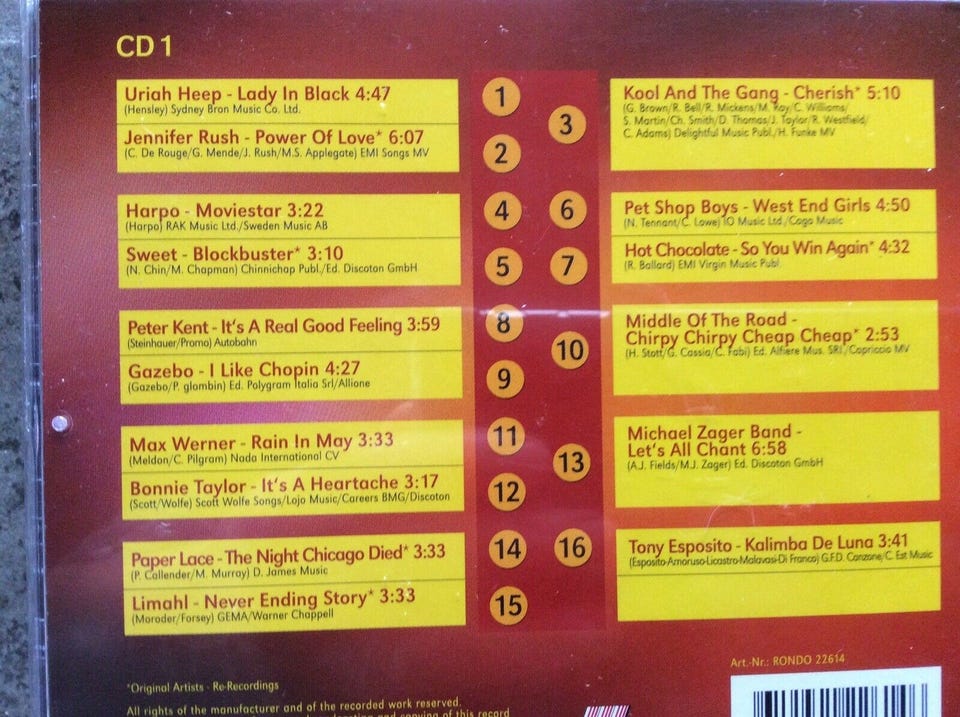 CD 1
Uriah Heep - Lady In Black 4:47
(Hensley) Sydney Bron Music Co. Ltd.
Jennifer Rush - Power Of Love* 6:07
(C. De Rouge/G. Mende/J. Rush/M.S. Applegate) EMI Songs MV
1
2
3
Kool And The Gang - Cherish* 5:10
(G. Brown/R. Bell/R. Mickens/M. Ray/C. Williams/
S. Martin/Ch. Smith/D. Thomas/J. Taylor/R. Westfield/
C. Adams) Delightful Music Publ./H. Funke MV
Harpo - Moviestar 3:22
(Harpo) RAK Music Ltd./Sweden Music AB
Sweet - Blockbuster* 3:10
(N. Chin/M. Chapman) Chinnichap Publ./Ed. Discoton GmbH
4
5
6
7
Pet Shop Boys - West End Girls 4:50
(N. Tennant/C. Lowe) IO Music Ltd./Cage Music
Hot Chocolate - So You Win Again* 4:32
(R. Ballard) EMI Virgin Music Publ.
Peter Kent - It's A Real Good Feeling 3:59
(Steinhauer/Promo) Autobahn
Gazebo - I Like Chopin 4:27
(Gazebo/P. glombin) Ed. Polygram Italia Srl/Allione
8
9
10
Middle Of The Road -
Chirpy Chirpy Cheap Cheap* 2:53
(H. Stott/G. Cassia/C. Fabi) Ed. Alfiere Mus. SRL/Capriccio MV
Max Werner - Rain In May 3:33
(Meldon/C. Pilgram) Nada International CV
Bonnie Taylor - It's A Heartache 3:17
(Scott/Wolfe) Scott Wolfe Songs/Lojo Music/Careers BMG/Discoton
11
12
13
Michael Zager Band -
Let's All Chant 6:58
(A.J. Fields/M.J. Zager) Ed. Discoton GmbH
Paper Lace - The Night Chicago Died* 3:33
(P. Callender/M. Murray) D. James Music
Limahl - Never Ending Story* 3:33
(Moroder/Forsey) GEMA/Warner Chappell
14
15
16
Tony Esposito - Kalimba De Luna 3:41
(Esposito-Amoruso-Licastro-Malavasi-Di Franco) G.F.D. Canzone/C. Est Music
Art.-Nr.: RONDO 22614
*Original Artists - Re-Recordings
All rights of the manufacturer and of the recorded work reserved.
and copying of this record